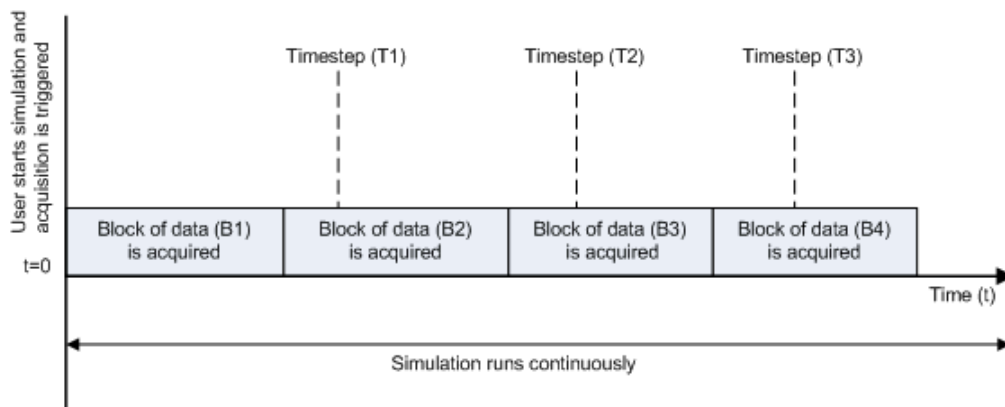 User starts simulation and
acquisition is triggered
Timestep (T1)
Timestep (T2)
Timestep (T3)
Block of data (B1)
is acquired
Block of data (B2)
is acquired
Block of data (B3)
is acquired
Block of data (B4)
is acquired
t=0
Time (t)
Simulation runs continuously